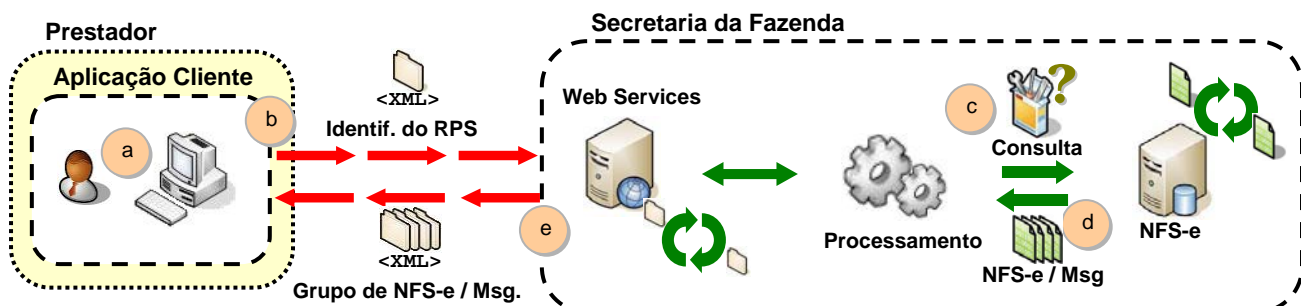 Prestador
Secretaria da Fazenda
Aplicação Cliente
<XML>
Identif. do RPS
Web Services
a
b
c
?
Consulta
Processamento
d
NFS-e
NFS-e / Msg
e
<XML>
Grupo de NFS-e / Msg.